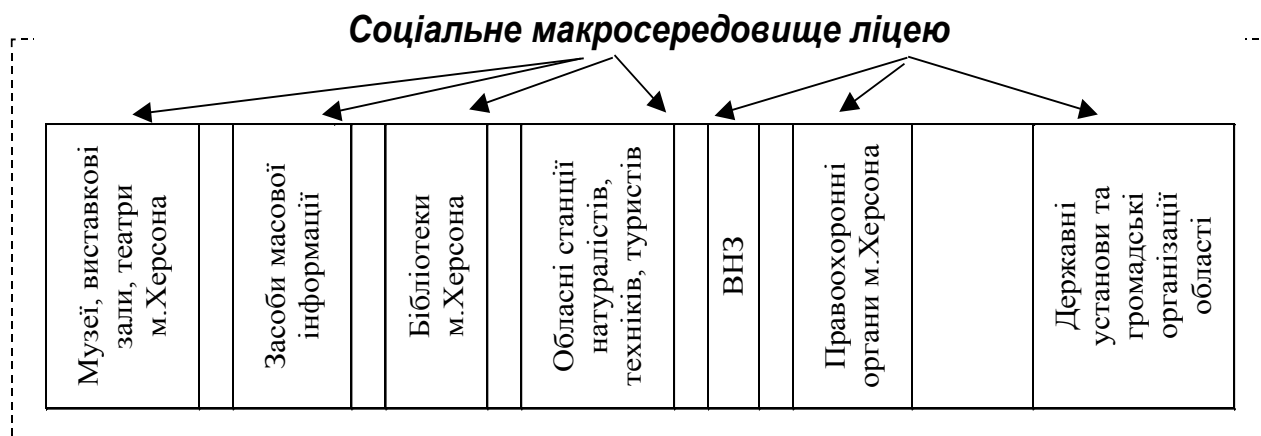 Соціальне макросередовище ліцею
Музеї, виставкові
зали, театри
м.Херсона
Засоби масової
інформації
Бібліотеки
м.Херсона
Обласні станції
натуралістів,
техніків, туристів
ВНЗ
Правоохоронні
органи м.Херсона
Державні
установи та
громадські
організації
області